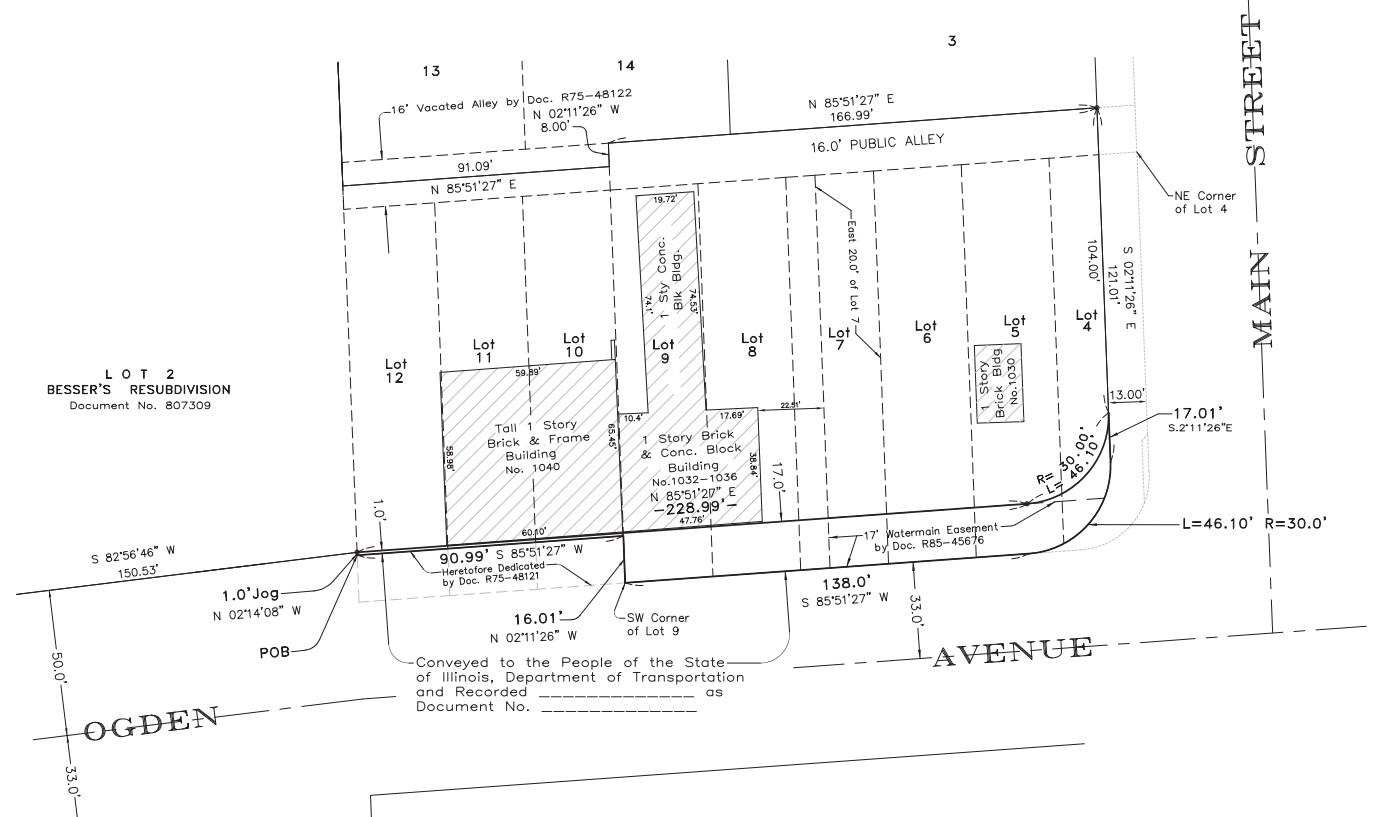 3
13
14
STREET
16' Vacated Alley by Doc. R75-48122
N 02°11'26" W
8.00'
N 85°51'27" E
166.99'
16.0' PUBLIC ALLEY
91.09'
N 85°51'27" E
NE Corner
of Lot 4
19.72'
1 Sty Conc.
Blk Bldg.
74.1'
74.53'
East 20.0' of Lot 7
104.00'
S 02°11'26" E
121.01'
MAIN
Lot
12
Lot
11
Lot
10
Lot
9
Lot
8
Lot
7
Lot
6
Lot
5
Lot
4
LOT 2
BESSER'S RESUBDIVISION
Document No. 807309
59.89'
Tall 1 Story
Brick & Frame
Building
No. 1040
58.98'
65.45'
60.10'
10.4'
17.69'
22.51'
1 Story Brick
& Conc. Block
Building
No.1032-1036
N 85°51'27" E
228.99'
47.76'
38.84'
17.0'
1 Story
Brick Bldg
No.1030
13.00'
17.01'
S.2°11'26"E
R= 30.00'
L= 46.10'
L=46.10' R=30.0'
17' Watermain Easement
by Doc. R85-45676
1.0'
S 82°56'46" W
150.53'
90.99' S 85°51'27" W
Heretofore Dedicated
by Doc. R75-48121
1.0'Jog
N 02°14'08" W
POB
16.01'
N 02°11'26" W
SW Corner
of Lot 9
138.0'
S 85°51'27" W
33.0'
50.0'
Conveyed to the People of the State
of Illinois, Department of Transportation
and Recorded ______________ as
Document No. ______________
OGDEN
AVENUE
33.0'